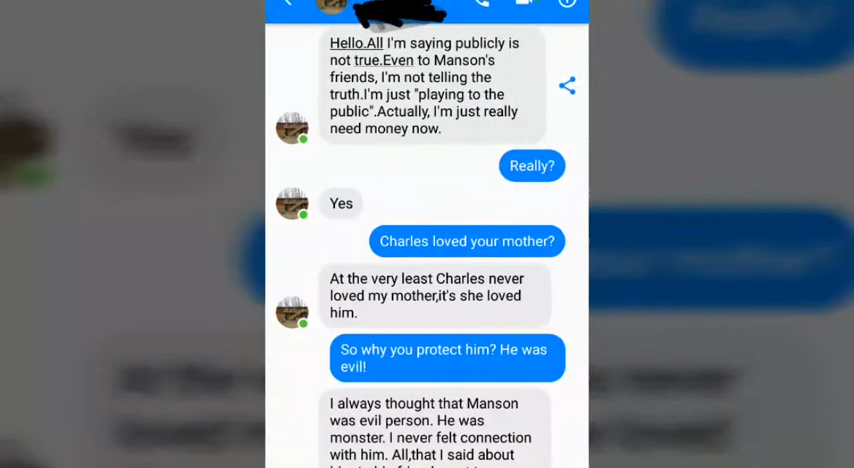 Hello.All I'm saying publicly is
not true.Even to Manson's
friends, I'm not telling the
truth.I'm just "playing to the
public".Actually, I'm just really
need money now.
Really?
Yes
Charles loved your mother?
At the very least Charles never
loved my mother,it's she loved
him.
So why you protect him? He was
evil!
I always thought that Manson
was evil person. He was
monster. I never felt connection
with him. All,that I said about